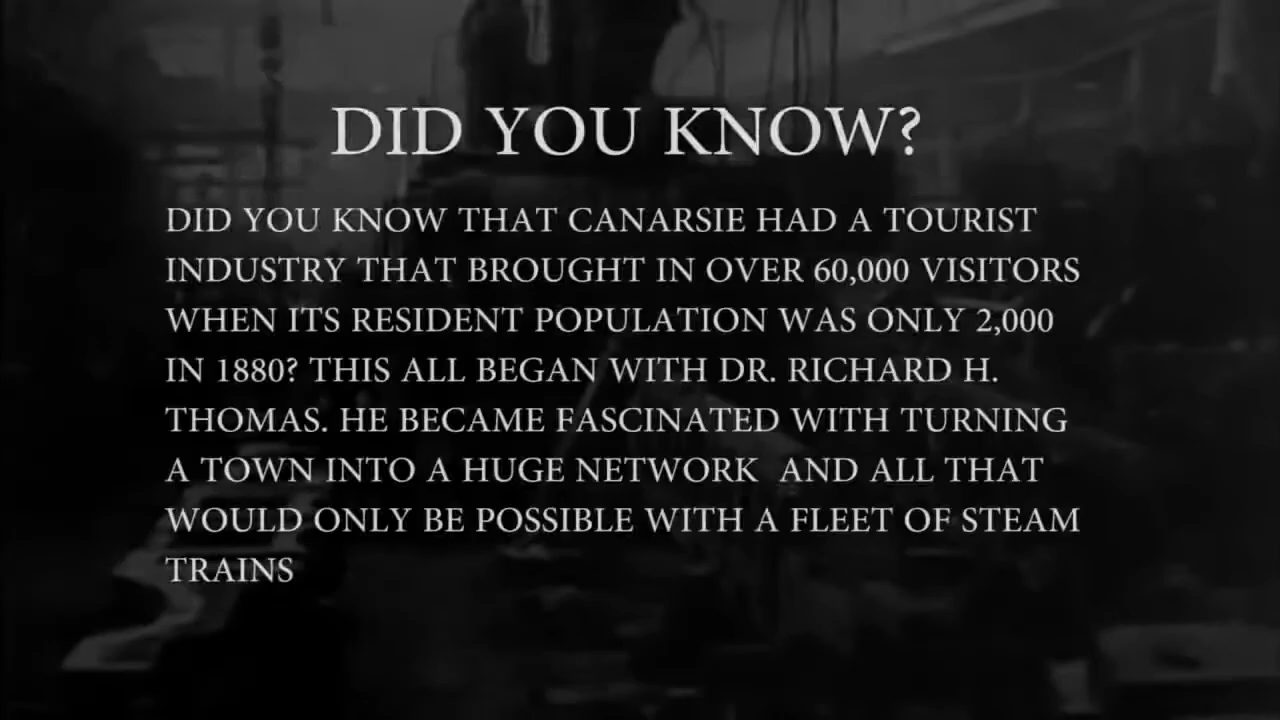 DID YOU KNOW?
DID YOU KNOW THAT CANARSIE HAD A TOURIST
INDUSTRY THAT BROUGHT IN OVER 60,000 VISITORS
WHEN ITS RESIDENT POPULATION WAS ONLY 2,000
IN 1880? THIS ALL BEGAN WITH DR. RICHARD H.
THOMAS. HE BECAME FASCINATED WITH TURNING
A TOWN INTO A HUGE NETWORK  AND ALL THAT
WOULD ONLY BE POSSIBLE WITH A FLEET OF STEAM
TRAINS